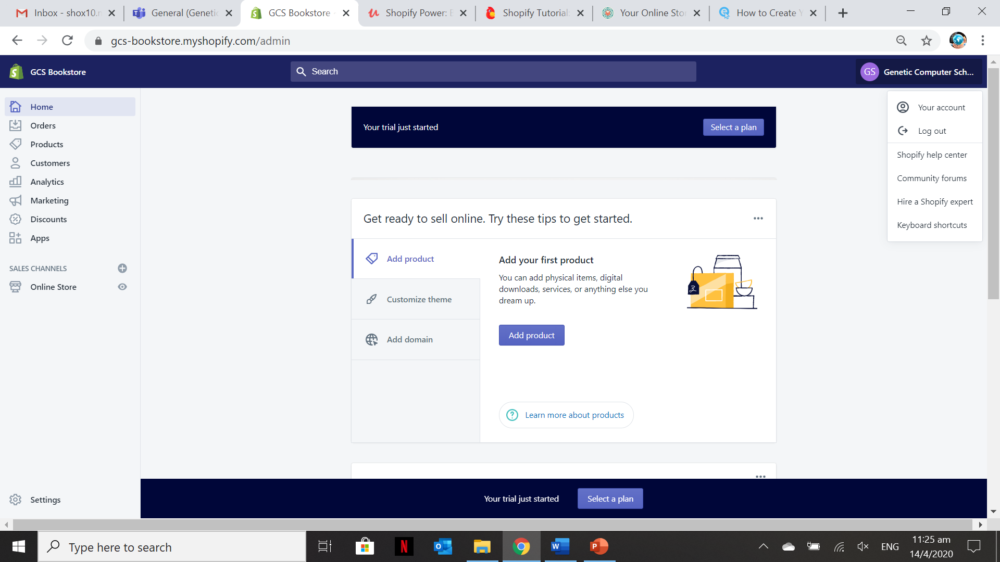 Inbox - shox10.
General (Genetic
GCS Bookstore
Shopify Power:
Shopify Tutorial:
Your Online Sto
How to Create
gcs-bookstore.myshopify.com/admin
GCS Bookstore
Search
GS Genetic Computer Sch...
Home
Orders
Products
Customers
Analytics
Marketing
Discounts
Apps
SALES CHANNELS
Online Store
Settings
Your trial just started
Select a plan
Get ready to sell online. Try these tips to get started.
Add product
Customize theme
Add domain
Add your first product
You can add physical items, digital
downloads, services, or anything else you
dream up.
Add product
Learn more about products
Your account
Log out
Shopify help center
Community forums
Hire a Shopify expert
Keyboard shortcuts
Your trial just started
Select a plan
Type here to search
ENG
11:25 am
14/4/2020